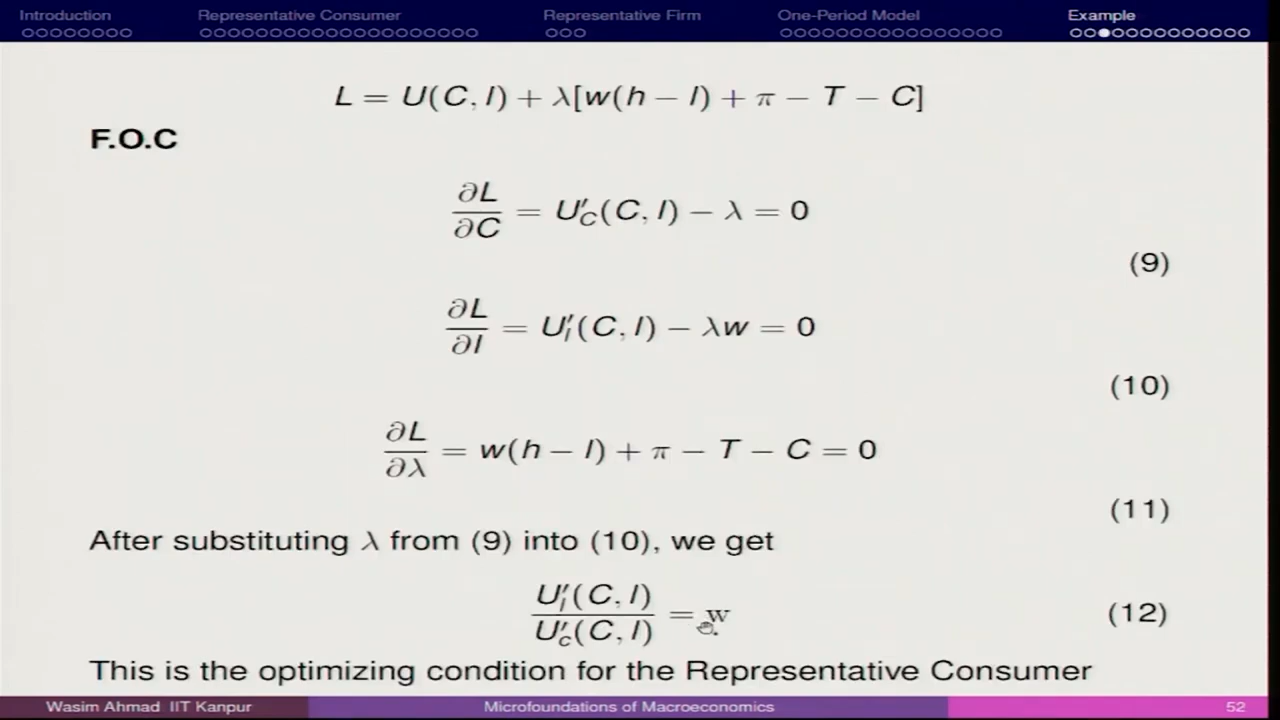 Introduction Representative Consumer Representative Firm One-Period Model Example
L = U(C, l) + λ[w(h − l) + π − T − C]
F.O.C
∂L/∂C = U′_C(C, l) − λ = 0
(9)
∂L/∂l = U′_l(C, l) − λw = 0
(10)
∂L/∂λ = w(h − l) + π − T − C = 0
(11)
After substituting λ from (9) into (10), we get
U′_l(C, l)/U′_c(C, l) = w (12)
This is the optimizing condition for the Representative Consumer
Wasim Ahmad IIT Kanpur Microfoundations of Macroeconomics 52